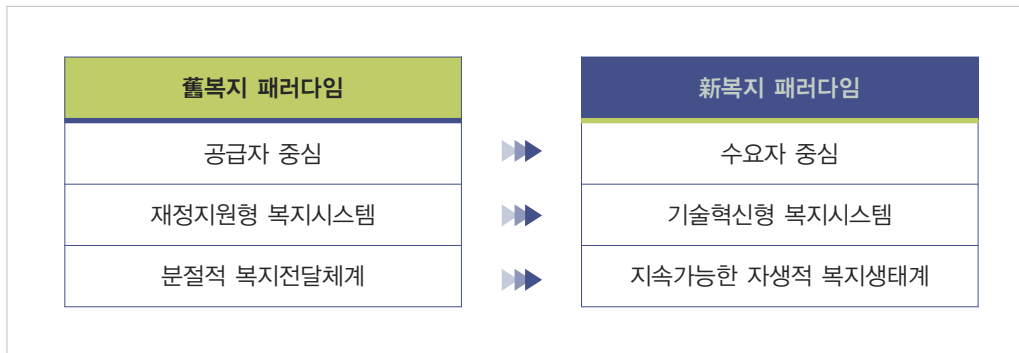 舊복지 패러다임
新복지 패러다임
공급자 중심
수요자 중심
재정지원형 복지시스템
기술혁신형 복지시스템
분절적 복지전달체계
지속가능한 자생적 복지생태계